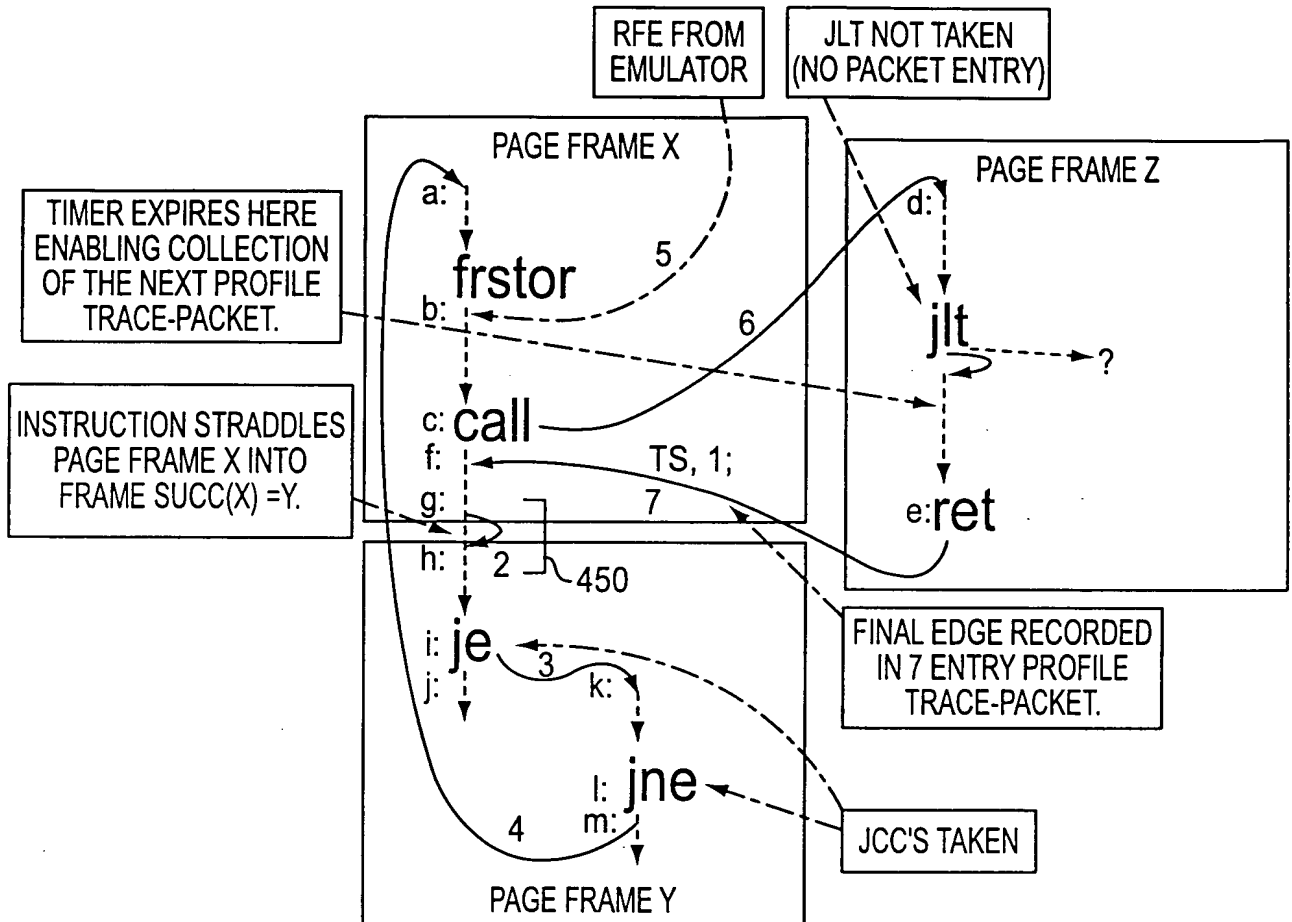 RFE FROM
EMULATOR
JLT NOT TAKEN
(NO PACKET ENTRY)
PAGE FRAME X
PAGE FRAME Z
TIMER EXPIRES HERE
ENABLING COLLECTION
OF THE NEXT PROFILE
TRACE-PACKET.
a:
d:
5
frstor
b:
6
jlt
?
INSTRUCTION STRADDLES
PAGE FRAME X INTO
FRAME SUCC(X) =Y.
c: call
f:
TS, 1;
g:
7
e:ret
h:
2
450
i: je
3
j:
k:
FINAL EDGE RECORDED
IN 7 ENTRY PROFILE
TRACE-PACKET.
l: jne
m:
4
JCC'S TAKEN
PAGE FRAME Y